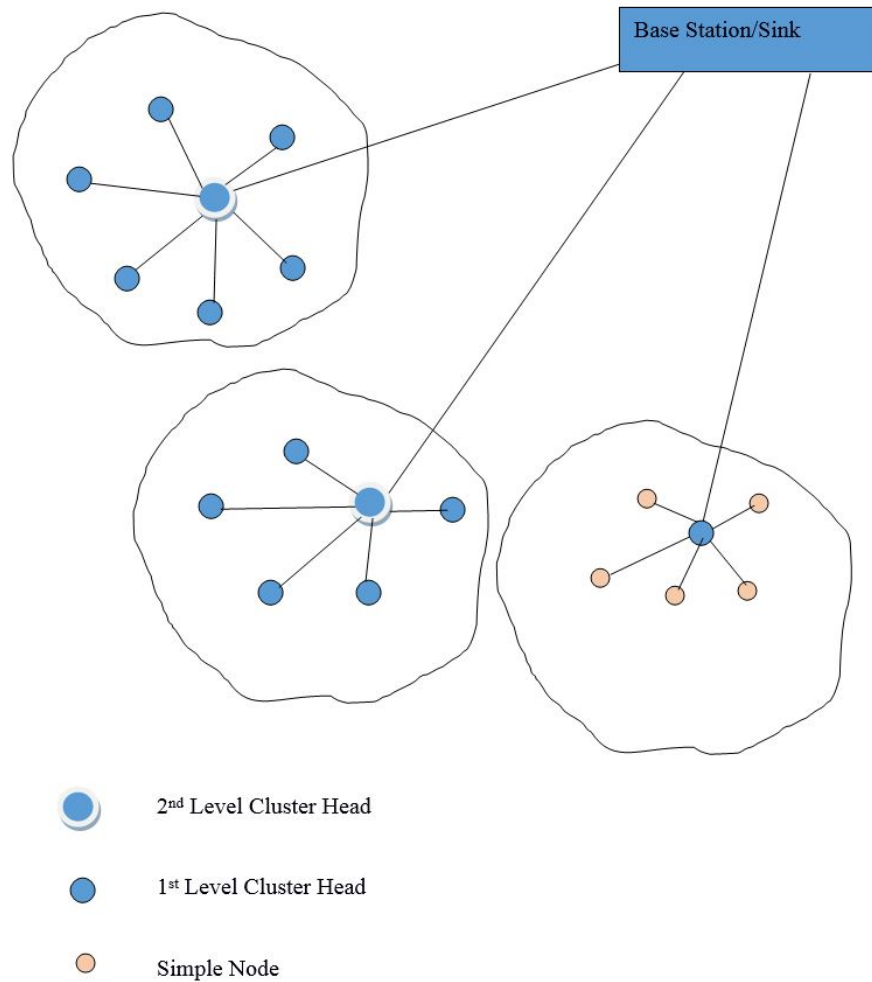 Base Station/Sink
2nd Level Cluster Head
1st Level Cluster Head
Simple Node